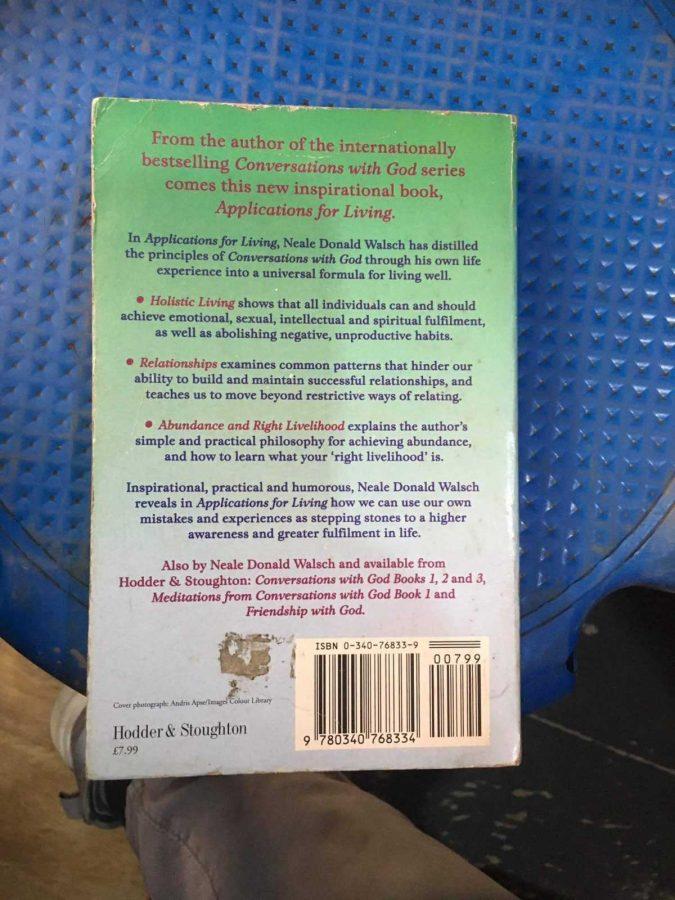 From the author of the internationally
bestselling Conversations with God series
comes this new inspirational book,
Applications for Living.
In Applications for Living, Neale Donald Walsch has distilled
the principles of Conversations with God through his own life
experience into a universal formula for living well.
• Holistic Living shows that all individuals can and should
achieve emotional, sexual, intellectual and spiritual fulfilment,
as well as abolishing negative, unproductive habits.
• Relationships examines common patterns that hinder our
ability to build and maintain successful relationships, and
teaches us to move beyond restrictive ways of relating.
• Abundance and Right Livelihood explains the author's
simple and practical philosophy for achieving abundance,
and how to learn what your 'right livelihood' is.
Inspirational, practical and humorous, Neale Donald Walsch
reveals in Applications for Living how we can use our own
mistakes and experiences as stepping stones to a higher
awareness and greater fulfilment in life.
Also by Neale Donald Walsch and available from
Hodder & Stoughton: Conversations with God Books 1, 2 and 3,
Meditations from Conversations with God Book 1 and
Friendship with God.
ISBN 0-340-76833-9
00799
9 780340 768334
Cover photograph: Andris Apse/Images Colour Library
Hodder & Stoughton
£7.99